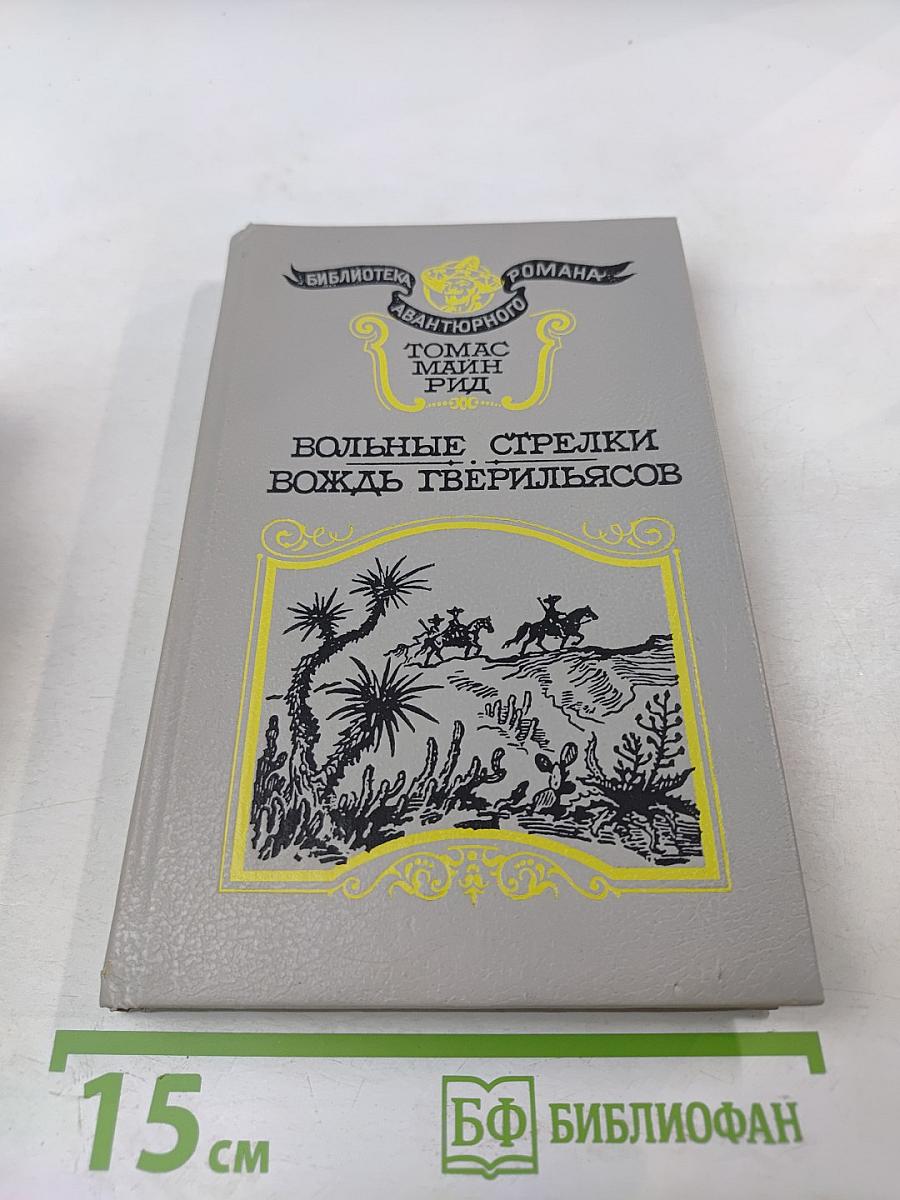 БИБЛИОТЕКА
АВАНТЮРНОГО
РОМАНА
ТОМАС
МАЙН
РИД
ВОЛЬНЫЕ СТРЕЛКИ
ВОЖДЬ ГВЕРИЛЬЯСОВ
15 см
БФ БИБЛИОФАН